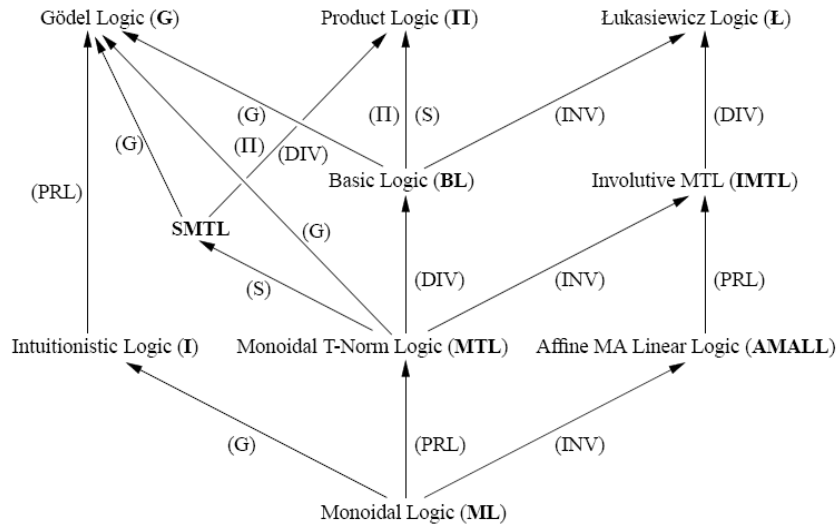 Gödel Logic (G) Product Logic (Π) Łukasiewicz Logic (Ł)
(G) (Π) (S) (INV) (DIV)
(G) (Π) (DIV)
Basic Logic (BL) Involutive MTL (IMTL)
(PRL)
SMTL (G)
(S) (DIV) (INV) (PRL)
Intuitionistic Logic (I) Monoidal T-Norm Logic (MTL) Affine MA Linear Logic (AMALL)
(G) (PRL) (INV)
Monoidal Logic (ML)